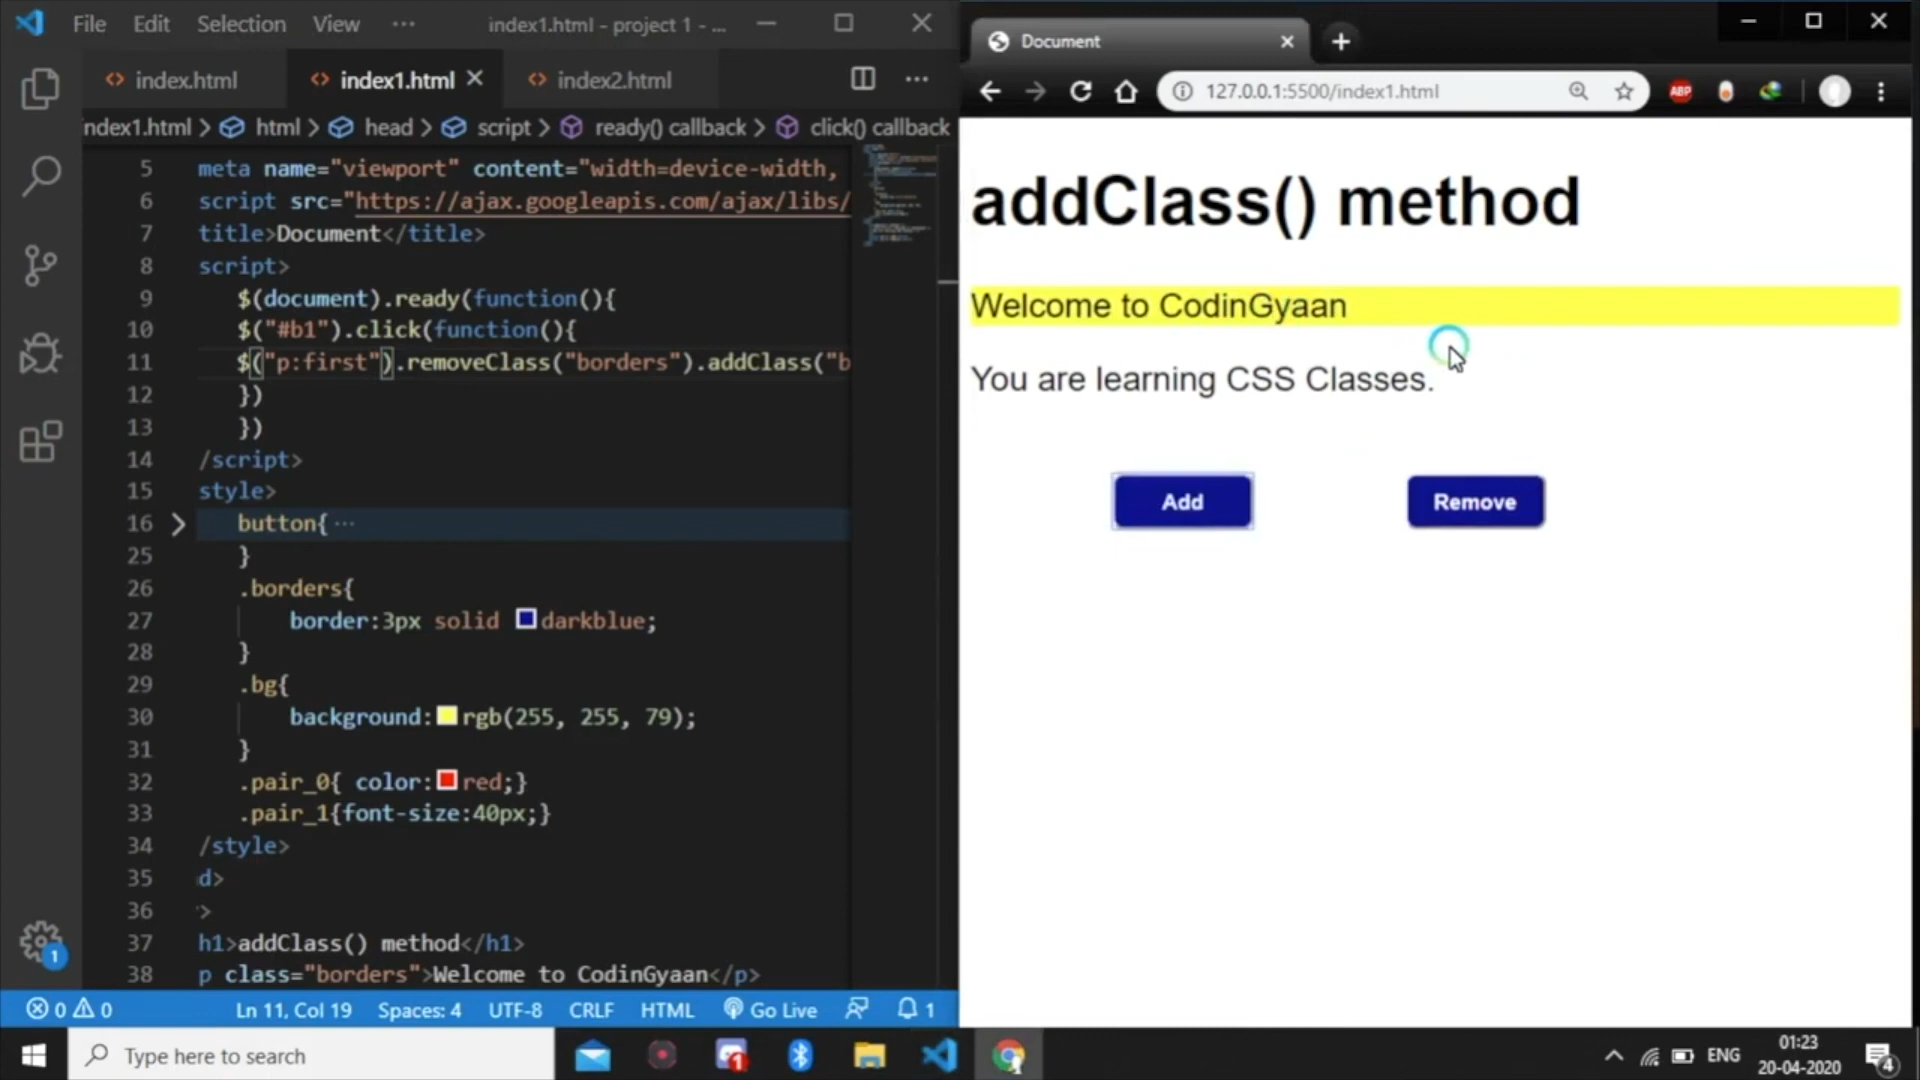 File Edit Selection View ··· index1.html - project 1 - ...
index.html index1.html index2.html ···
ndex1.html > html > head > script > ready() callback > click() callback
5 meta name="viewport" content="width=device-width,
6 script src="https://ajax.googleapis.com/ajax/libs/
7 title>Document</title>
8 script>
9 $(document).ready(function(){
10 $("#b1").click(function(){
11 $("p:first").removeClass("borders").addClass("b
12 })
13 })
14 /script>
15 style>
16 button{ ···
25 }
26 .borders{
27 border:3px solid darkblue;
28 }
29 .bg{
30 background:rgb(255, 255, 79);
31 }
32 .pair_0{ color:red;}
33 .pair_1{font-size:40px;}
34 /style>
35 d>
36 >
37 h1>addClass() method</h1>
38 p class="borders">Welcome to CodinGyaan</p>
1
0 0 Ln 11, Col 19 Spaces: 4 UTF-8 CRLF HTML Go Live 1
Document
127.0.0.1:5500/index1.html ABP
addClass() method
Welcome to CodinGyaan
You are learning CSS Classes.
Add Remove
Type here to search 1 ENG 01:23
20-04-2020 4